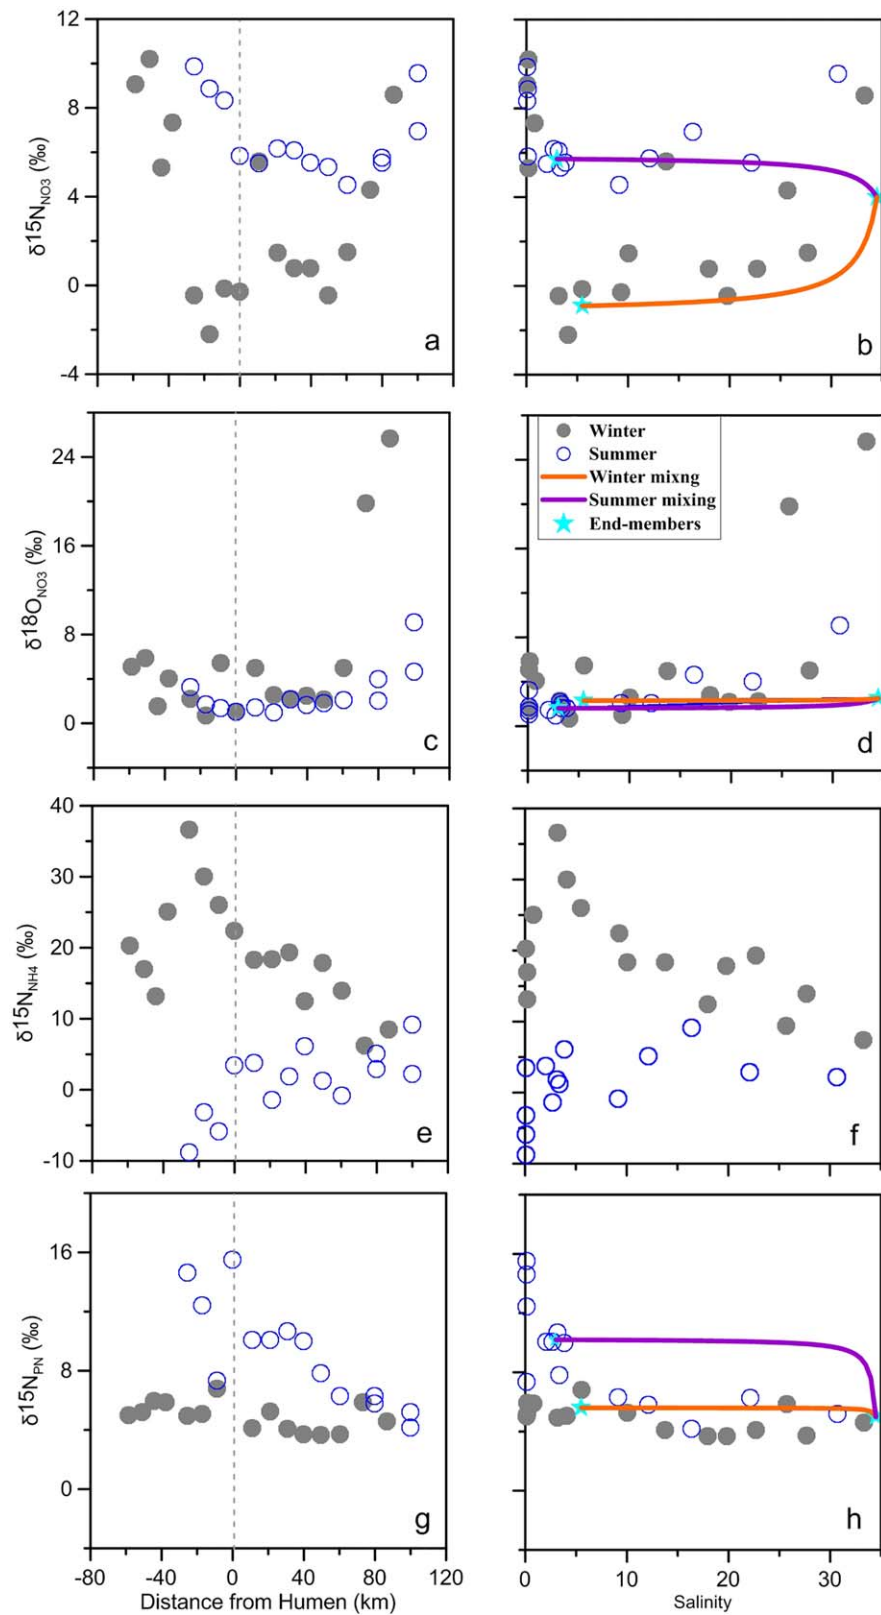 12
8
4
0
-4
δ15N_NO3 (‰)
a
b
24
16
8
0
δ18O_NO3 (‰)
c
Winter
Summer
Winter mixng
Summer mixing
End-members
d
40
30
20
10
0
-10
δ15N_NH4 (‰)
e
f
16
8
0
δ15N_PN (‰)
g
h
-80 -40 0 40 80 120
Distance from Humen (km)
0 10 20 30
Salinity